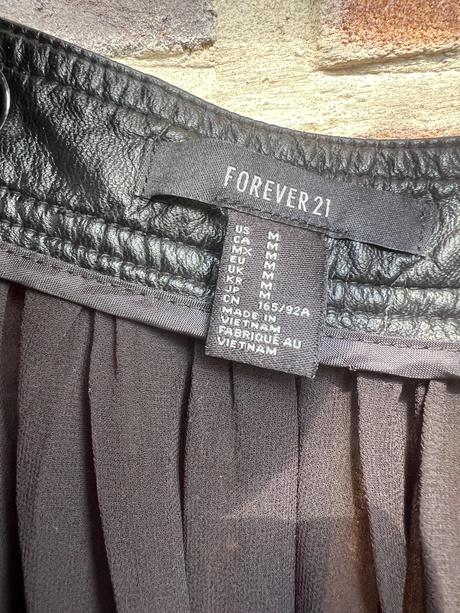 FOREVER 21
US M
CA M
MX M
EU M
UK M
KR M
JP M
CN 165/92A
MADE IN
VIETNAM
FABRIQUÉ AU
VIETNAM